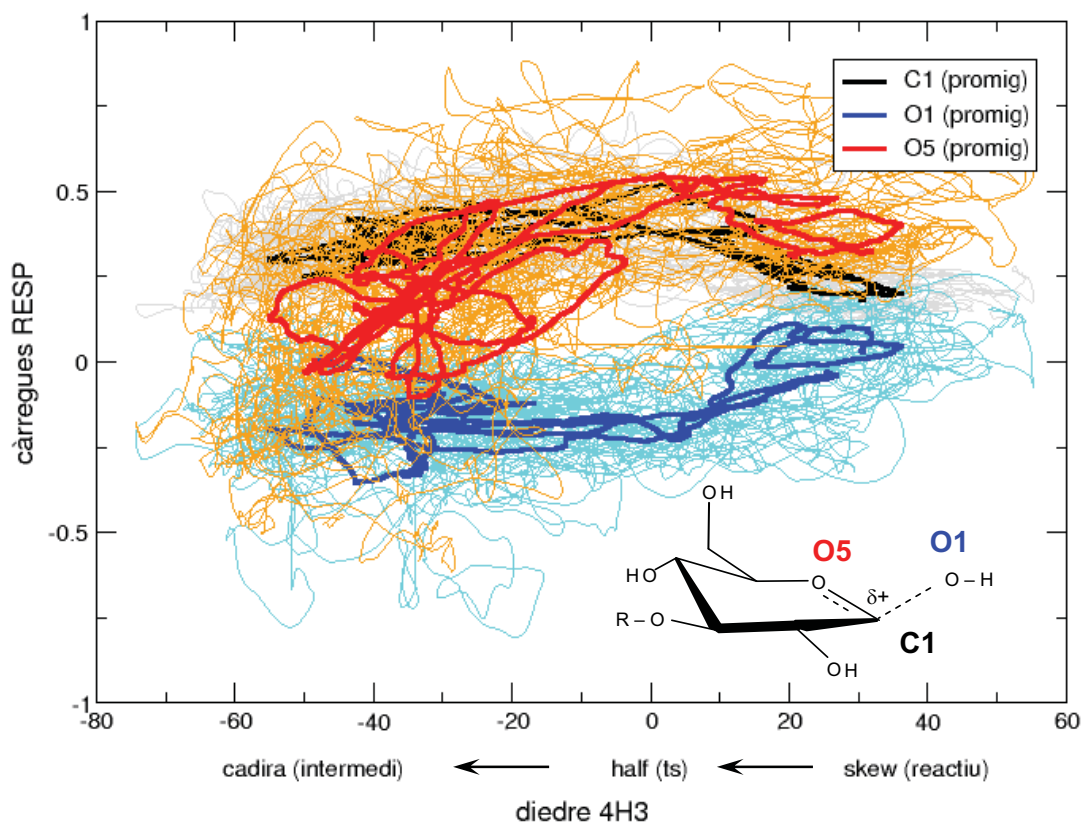 1
0.5
0
-0.5
-1
càrregues RESP
C1 (promig)
O1 (promig)
O5 (promig)
OH
O5
O1
HO
O
O–H
δ+
R–O
C1
OH
-80
-60
-40
-20
0
20
40
60
cadira (intermedi)
half (ts)
skew (reactiu)
diedre 4H3